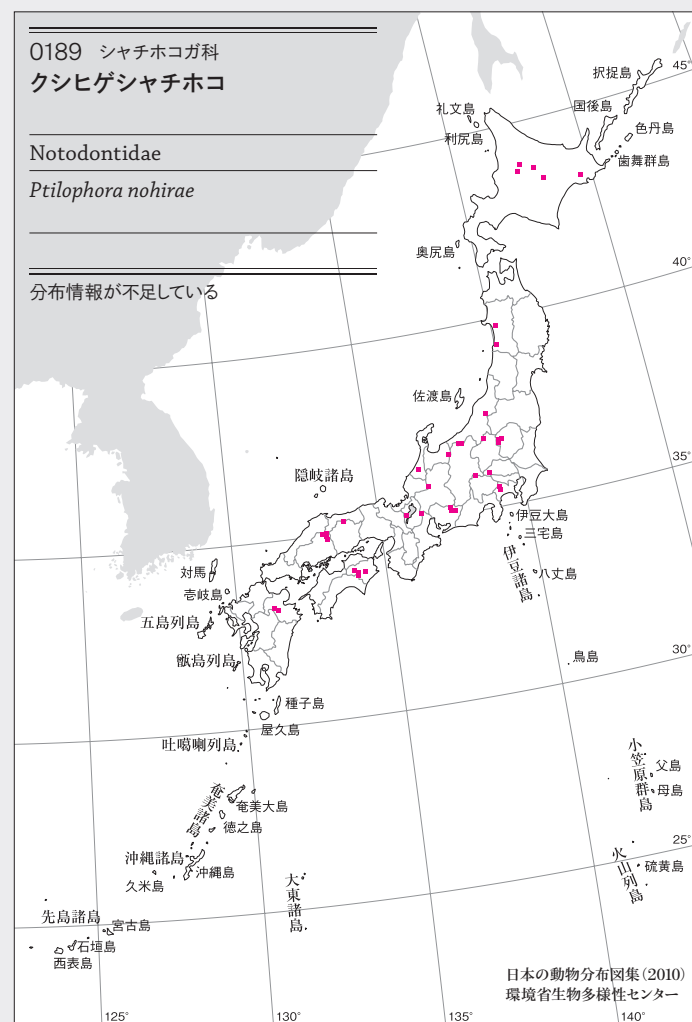 0189 シャチホコガ科
クシヒゲシャチホコ
Notodontidae
Ptilophora nohirae
分布情報が不足している
45°
択捉島
国後島
礼文島
色丹島
利尻島
歯舞群島
奥尻島
40°
佐渡島
35°
隠岐諸島
伊豆大島
三宅島
伊豆諸島
八丈島
対馬
壱岐島
五島列島
甑島列島
鳥島
30°
種子島
屋久島
吐噶喇列島
小笠原群島
父島
母島
奄美諸島
奄美大島
徳之島
沖縄諸島
沖縄島
久米島
25°
火山列島
硫黄島
大東諸島
先島諸島
宮古島
石垣島
西表島
日本の動物分布図集(2010)
環境省生物多様性センター
125°
130°
135°
140°